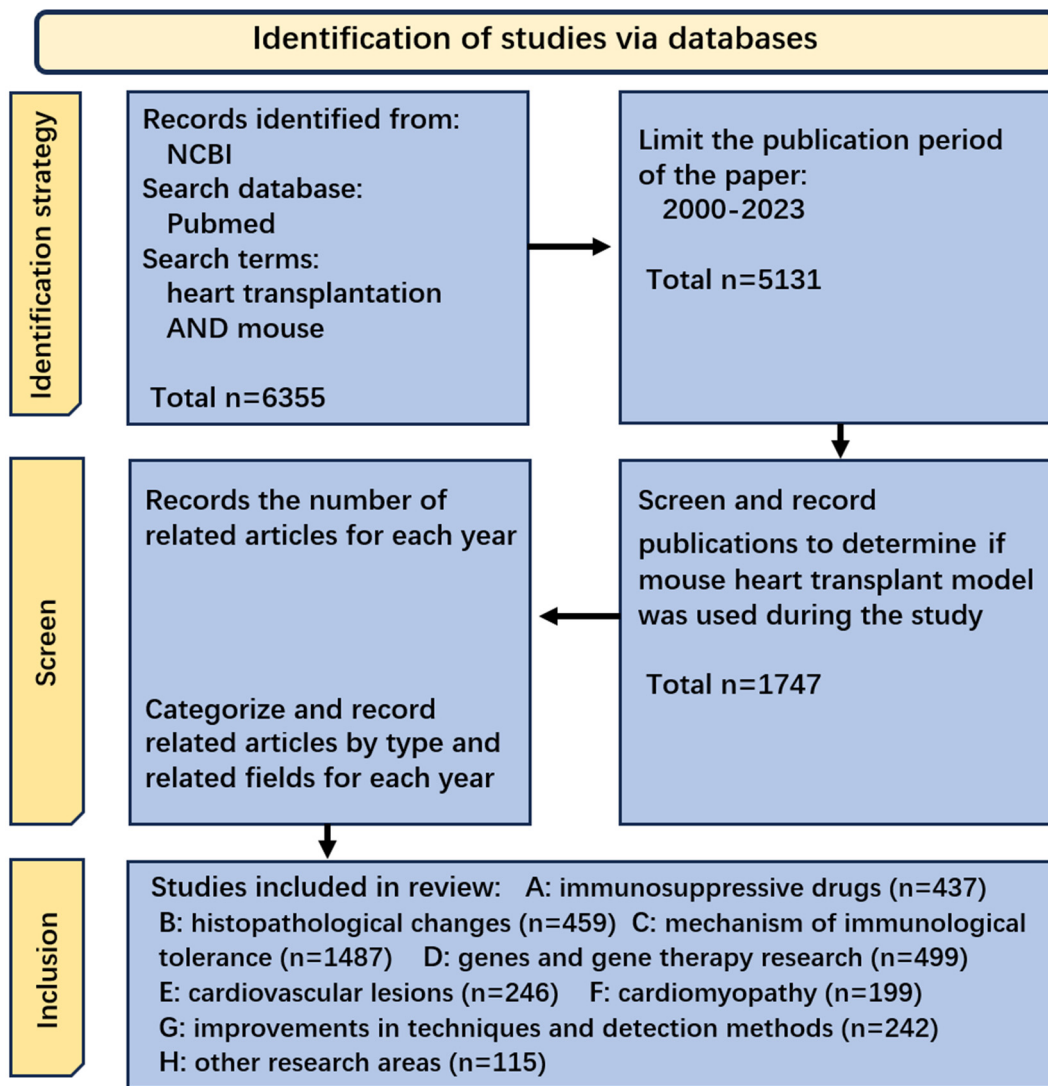 Identification of studies via databases
Identification strategy
Records identified from:
NCBI
Search database:
Pubmed
Search terms:
heart transplantation
AND mouse
Total n=6355
Limit the publication period
of the paper:
2000-2023
Total n=5131
Screen
Screen and record
publications to determine if
mouse heart transplant model
was used during the study
Total n=1747
Records the number of
related articles for each year
Categorize and record
related articles by type and
related fields for each year
Inclusion
Studies included in review: A: immunosuppressive drugs (n=437)
B: histopathological changes (n=459) C: mechanism of immunological
tolerance (n=1487) D: genes and gene therapy research (n=499)
E: cardiovascular lesions (n=246) F: cardiomyopathy (n=199)
G: improvements in techniques and detection methods (n=242)
H: other research areas (n=115)